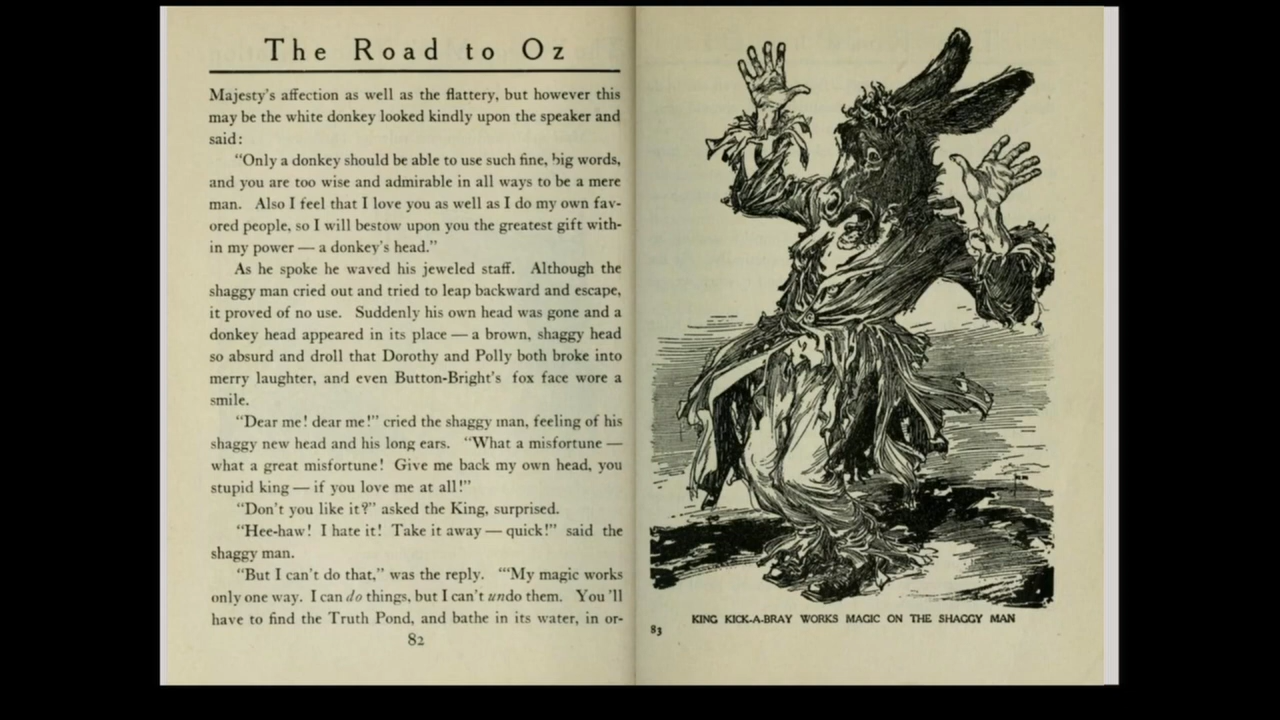 The Road to Oz
Majesty's affection as well as the flattery, but however this
may be the white donkey looked kindly upon the speaker and
said:
"Only a donkey should be able to use such fine, big words,
and you are too wise and admirable in all ways to be a mere
man. Also I feel that I love you as well as I do my own fav-
ored people, so I will bestow upon you the greatest gift with-
in my power — a donkey's head."
As he spoke he waved his jeweled staff. Although the
shaggy man cried out and tried to leap backward and escape,
it proved of no use. Suddenly his own head was gone and a
donkey head appeared in its place — a brown, shaggy head
so absurd and droll that Dorothy and Polly both broke into
merry laughter, and even Button-Bright's fox face wore a
smile.
"Dear me! dear me!" cried the shaggy man, feeling of his
shaggy new head and his long ears. "What a misfortune —
what a great misfortune! Give me back my own head, you
stupid king — if you love me at all!"
"Don't you like it?" asked the King, surprised.
"Hee-haw! I hate it! Take it away — quick!" said the
shaggy man.
"But I can't do that," was the reply. "'My magic works
only one way. I can do things, but I can't undo them. You 'll
have to find the Truth Pond, and bathe in its water, in or-
82
KING KICK-A-BRAY WORKS MAGIC ON THE SHAGGY MAN
83